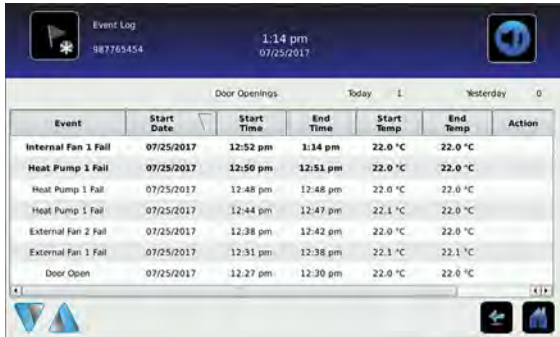 Event Log
987765454
1:14 pm
07/25/2017
Door Openings Today 1 Yesterday 0
Event Start Date Start Time End Time Start Temp End Temp Action
Internal Fan 1 Fail 07/25/2017 12:52 pm 1:14 pm 22.0 °C 22.0 °C
Heat Pump 1 Fail 07/25/2017 12:50 pm 12:51 pm 22.0 °C 22.0 °C
Heat Pump 1 Fail 07/25/2017 12:48 pm 12:48 pm 22.0 °C 22.0 °C
Heat Pump 1 Fail 07/25/2017 12:44 pm 12:47 pm 22.1 °C 22.0 °C
External Fan 2 Fail 07/25/2017 12:38 pm 12:42 pm 22.0 °C 22.0 °C
External Fan 1 Fail 07/25/2017 12:31 pm 12:38 pm 22.1 °C 22.1 °C
Door Open 07/25/2017 12:27 pm 12:30 pm 22.0 °C 22.0 °C